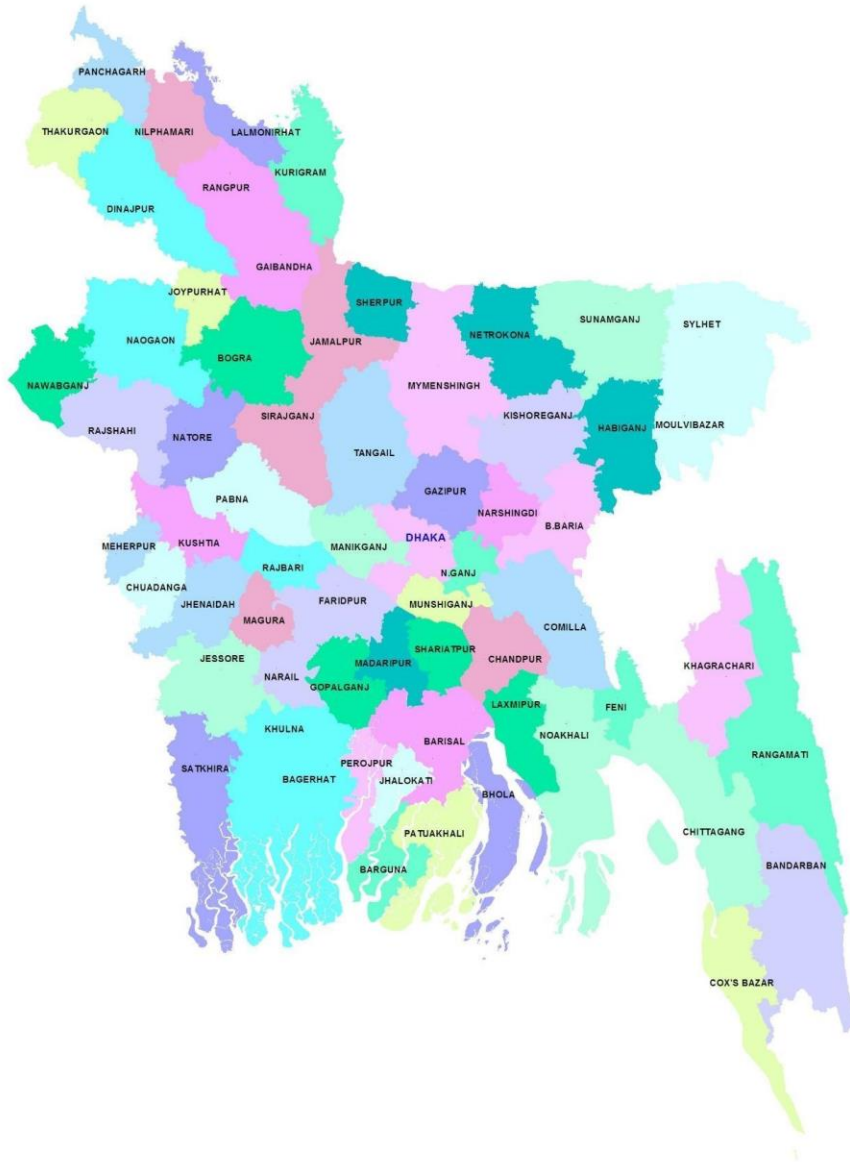 PANCHAGARH
THAKURGAON
NILPHAMARI
LALMONIRHAT
KURIGRAM
RANGPUR
DINAJPUR
GAIBANDHA
JOYPURHAT
SHERPUR
SUNAMGANJ
SYLHET
NETROKONA
NAOGAON
JAMALPUR
BOGRA
NAWABGANJ
MYMENSHINGH
SIRAJGANJ
KISHOREGANJ
RAJSHAHI
NATORE
HABIGANJ
MOULVIBAZAR
TANGAIL
GAZIPUR
PABNA
NARSHINGDI
B.BARIA
DHAKA
KUSHTIA
MEHERPUR
MANIKGANJ
RAJBARI
N.GANJ
CHUADANGA
COMILLA
FARIDPUR
JHENAIDAH
MUNSHIGANJ
MAGURA
SHARIATPUR
JESSORE
MADARIPUR
CHANDPUR
KHAGRACHARI
NARAIL
GOPALGANJ
LAXMIPUR
FENI
KHULNA
NOAKHALI
BARISAL
RANGAMATI
PEROJPUR
SATKHIRA
BAGERHAT
JHALOKATI
BHOLA
CHITTAGANG
PATUAKHALI
BANDARBAN
BARGUNA
COX'S BAZAR